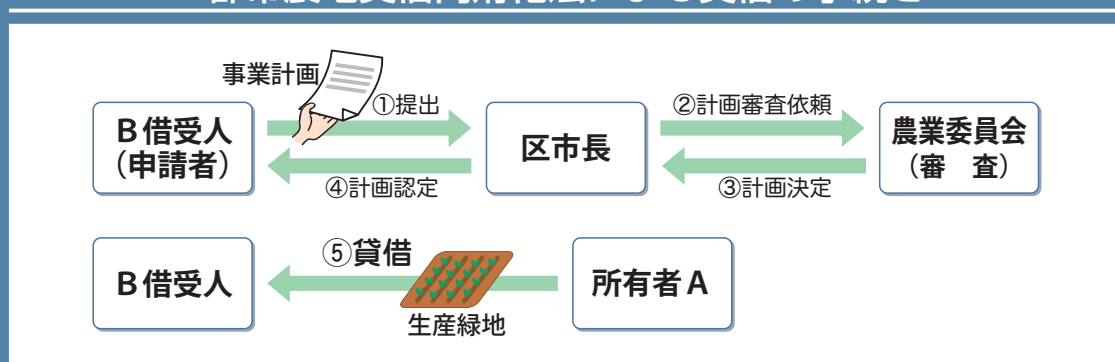 事業計画
①提出
②計画審査依頼
B借受人
（申請者）
区市長
農業委員会
（審　査）
④計画認定
③計画決定
⑤貸借
B借受人
所有者A
生産緑地